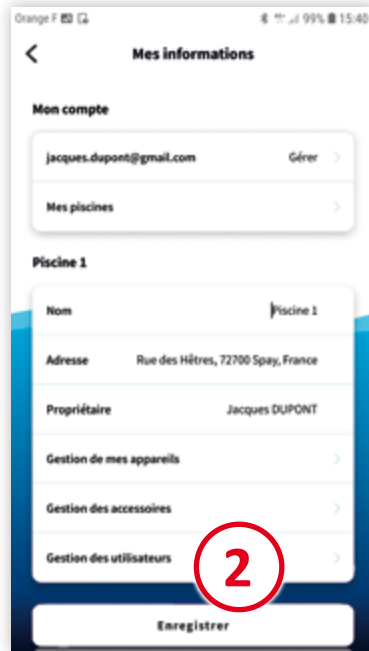 Orange F 99% 15:40
Mes informations
Mon compte
jacques.dupont@gmail.com Gérer
Mes piscines
Piscine 1
Nom Piscine 1
Adresse Rue des Hêtres, 72700 Spay, France
Propriétaire Jacques DUPONT
Gestion de mes appareils
Gestion des accessoires
Gestion des utilisateurs
2
Enregistrer